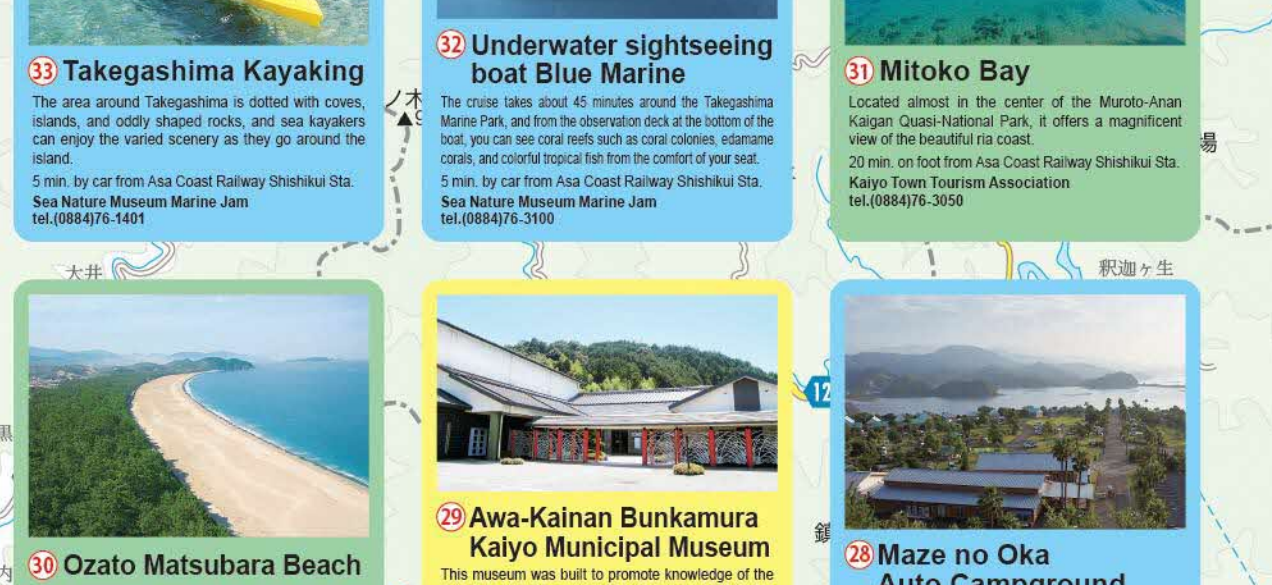 33 Takegashima Kayaking
The area around Takegashima is dotted with coves,
islands, and oddly shaped rocks, and sea kayakers
can enjoy the varied scenery as they go around the
island.
5 min. by car from Asa Coast Railway Shishikui Sta.
Sea Nature Museum Marine Jam
tel.(0884)76-1401
32 Underwater sightseeing
boat Blue Marine
The cruise takes about 45 minutes around the Takegashima
Marine Park, and from the observation deck at the bottom of the
boat, you can see coral reefs such as coral colonies, edamame
corals, and colorful tropical fish from the comfort of your seat.
5 min. by car from Asa Coast Railway Shishikui Sta.
Sea Nature Museum Marine Jam
tel.(0884)76-3100
31 Mitoko Bay
Located almost in the center of the Muroto-Anan
Kaigan Quasi-National Park, it offers a magnificent
view of the beautiful ria coast.
20 min. on foot from Asa Coast Railway Shishikui Sta.
Kaiyo Town Tourism Association
tel.(0884)76-3050
ノ木
場
大井
釈迦ヶ生
12
黒
鎮
内
30 Ozato Matsubara Beach
29 Awa-Kainan Bunkamura
Kaiyo Municipal Museum
This museum was built to promote knowledge of the
28 Maze no Oka
Auto Campground